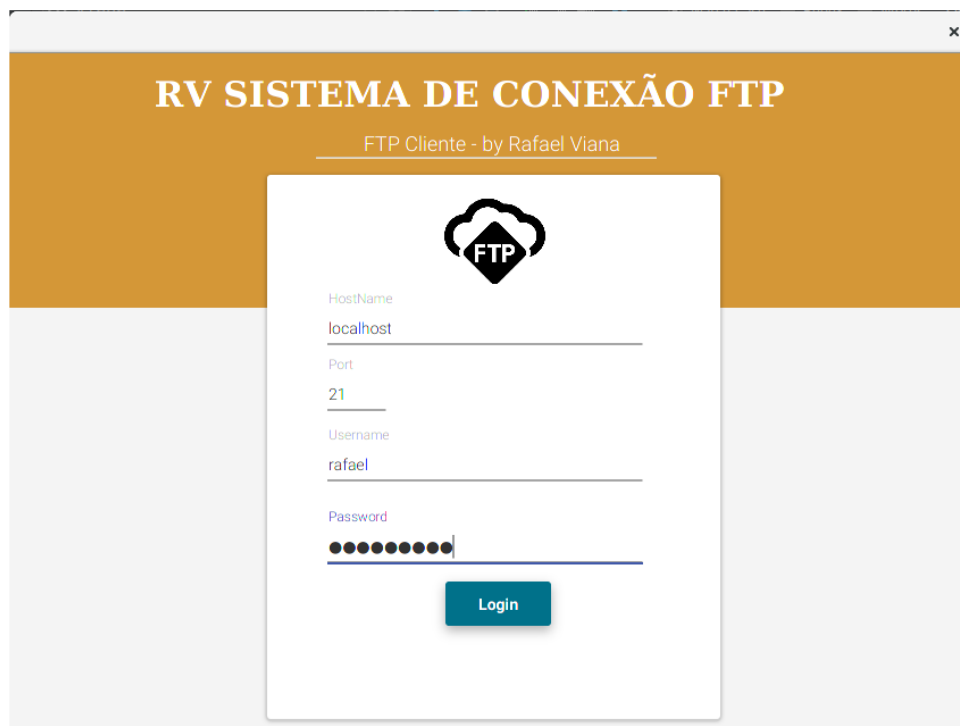 ×
RV SISTEMA DE CONEXÃO FTP
FTP Cliente - by Rafael Viana
FTP
HostName
localhost
Port
21
Username
rafael
Password
●●●●●●●●●
Login